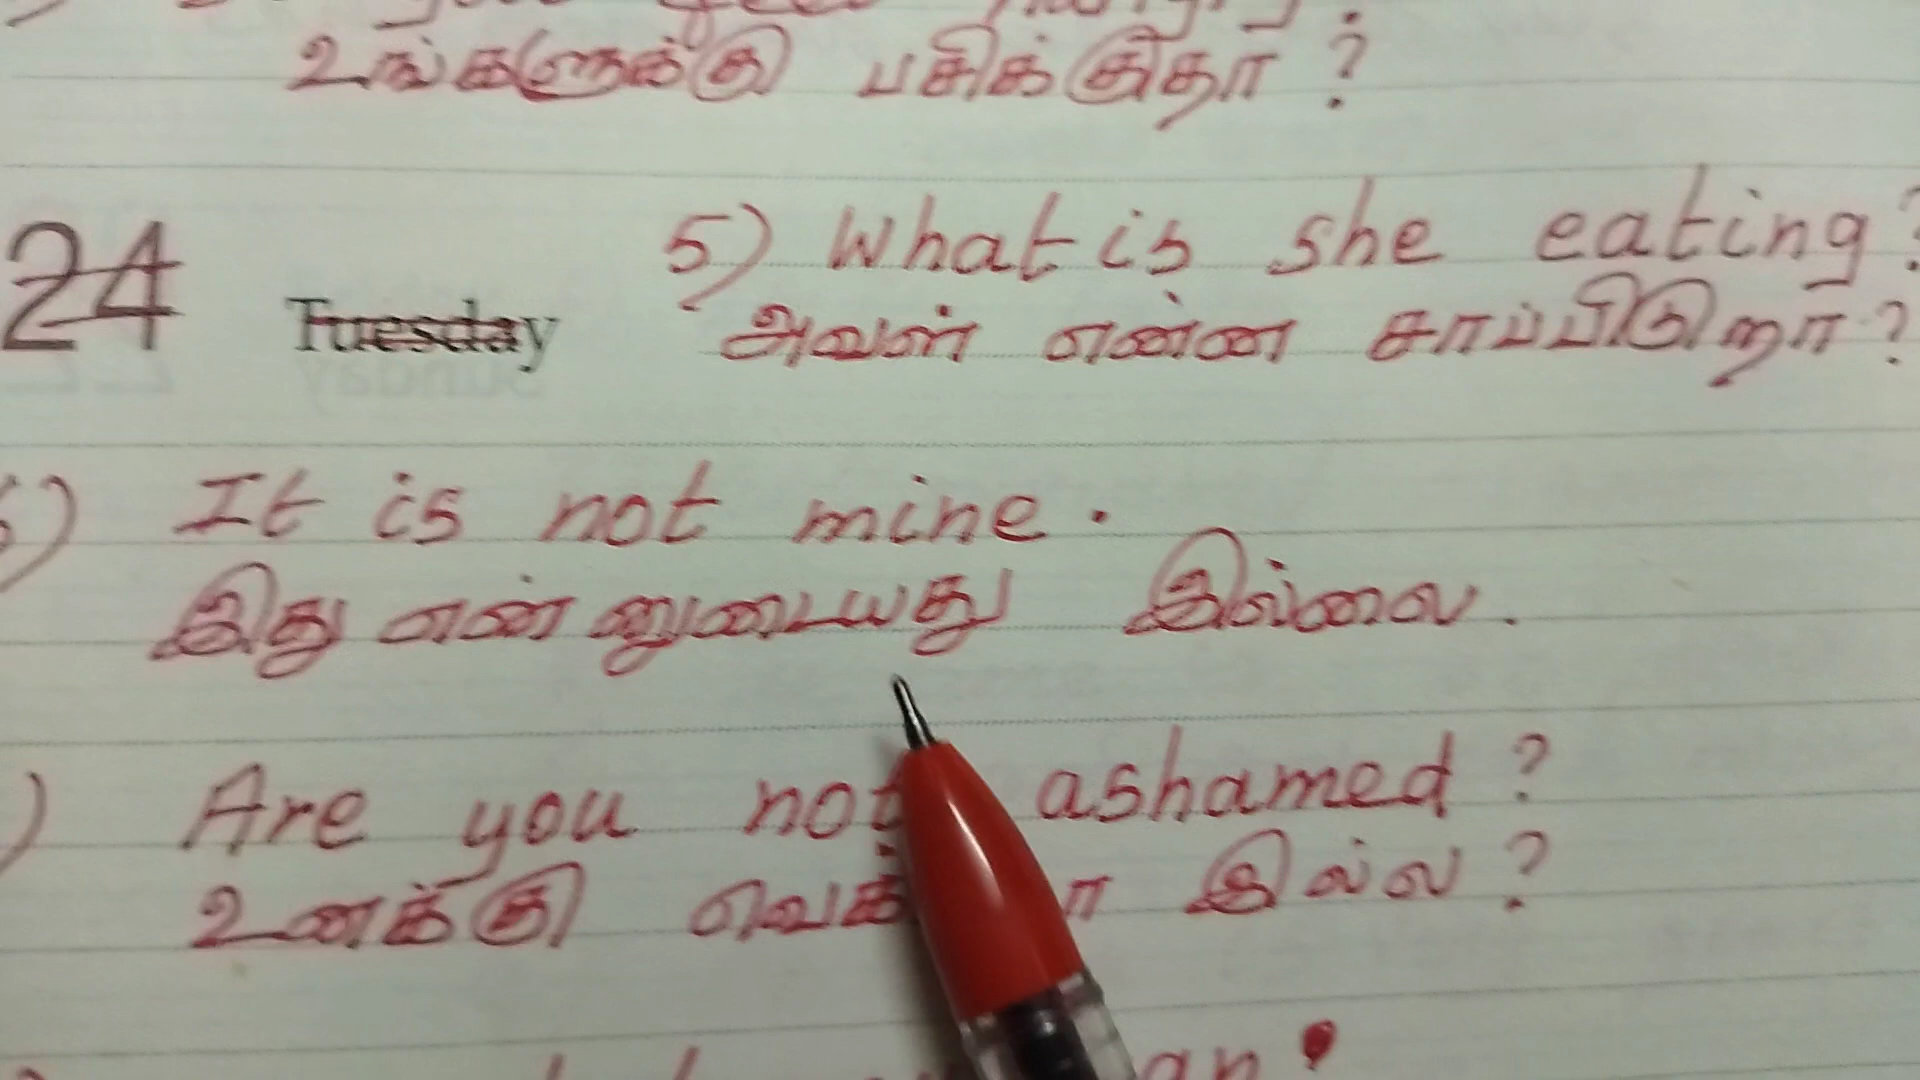 உங்களுக்கு பசிக்குதா ?
5) What is she eating ?
24 Tuesday அவள் என்ன சாப்பிடுறா ?
) It is not mine .
இது என் னுடையது இல்லை .
) Are you not ashamed ?
உனக்கு இல்ல ?